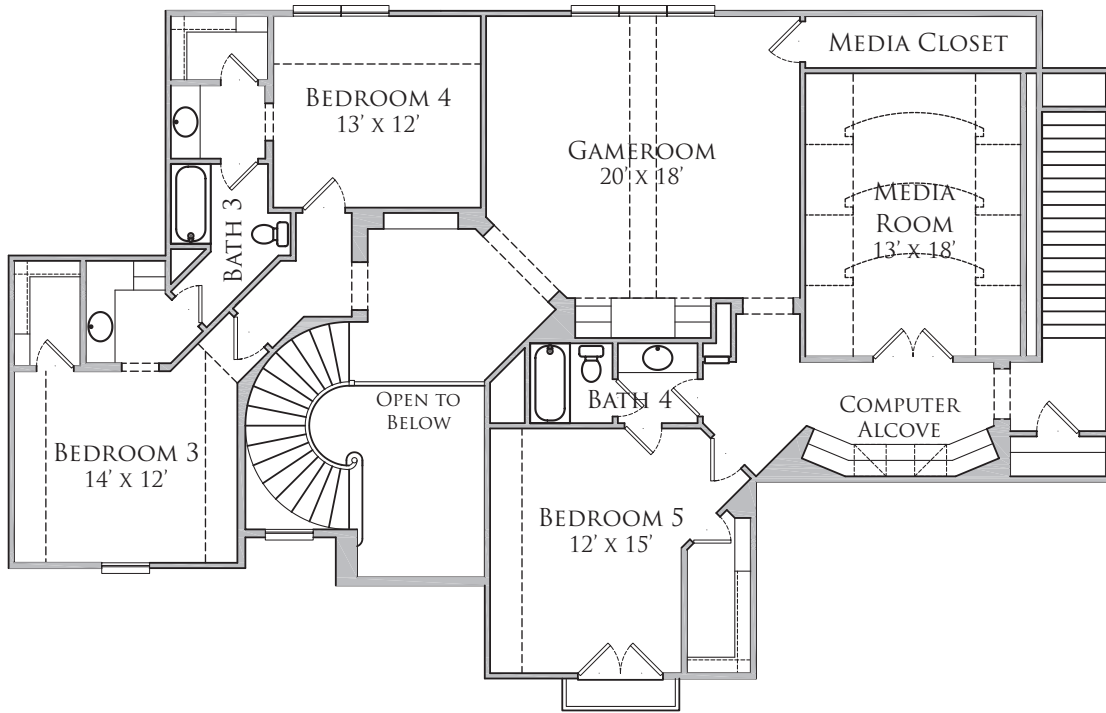 MEDIA CLOSET
BEDROOM 4
13' X 12'
GAMEROOM
20' X 18'
MEDIA
ROOM
13' X 18'
BATH 3
OPEN TO
BELOW
BATH 4
COMPUTER
ALCOVE
BEDROOM 3
14' X 12'
BEDROOM 5
12' X 15'